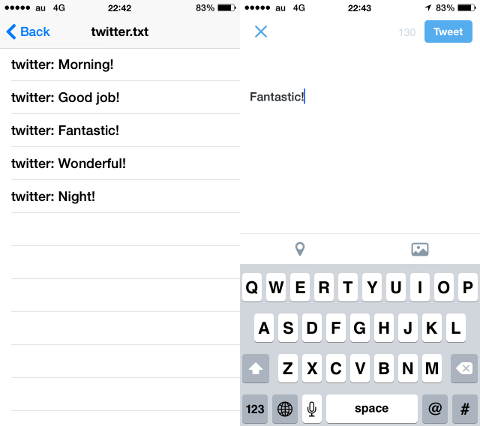 au 4G 22:42 83%
Back twitter.txt
twitter: Morning!
twitter: Good job!
twitter: Fantastic!
twitter: Wonderful!
twitter: Night!
au 4G 22:43 83%
130 Tweet
Fantastic!
Q W E R T Y U I O P
A S D F G H J K L
Z X C V B N M
123 space @ #